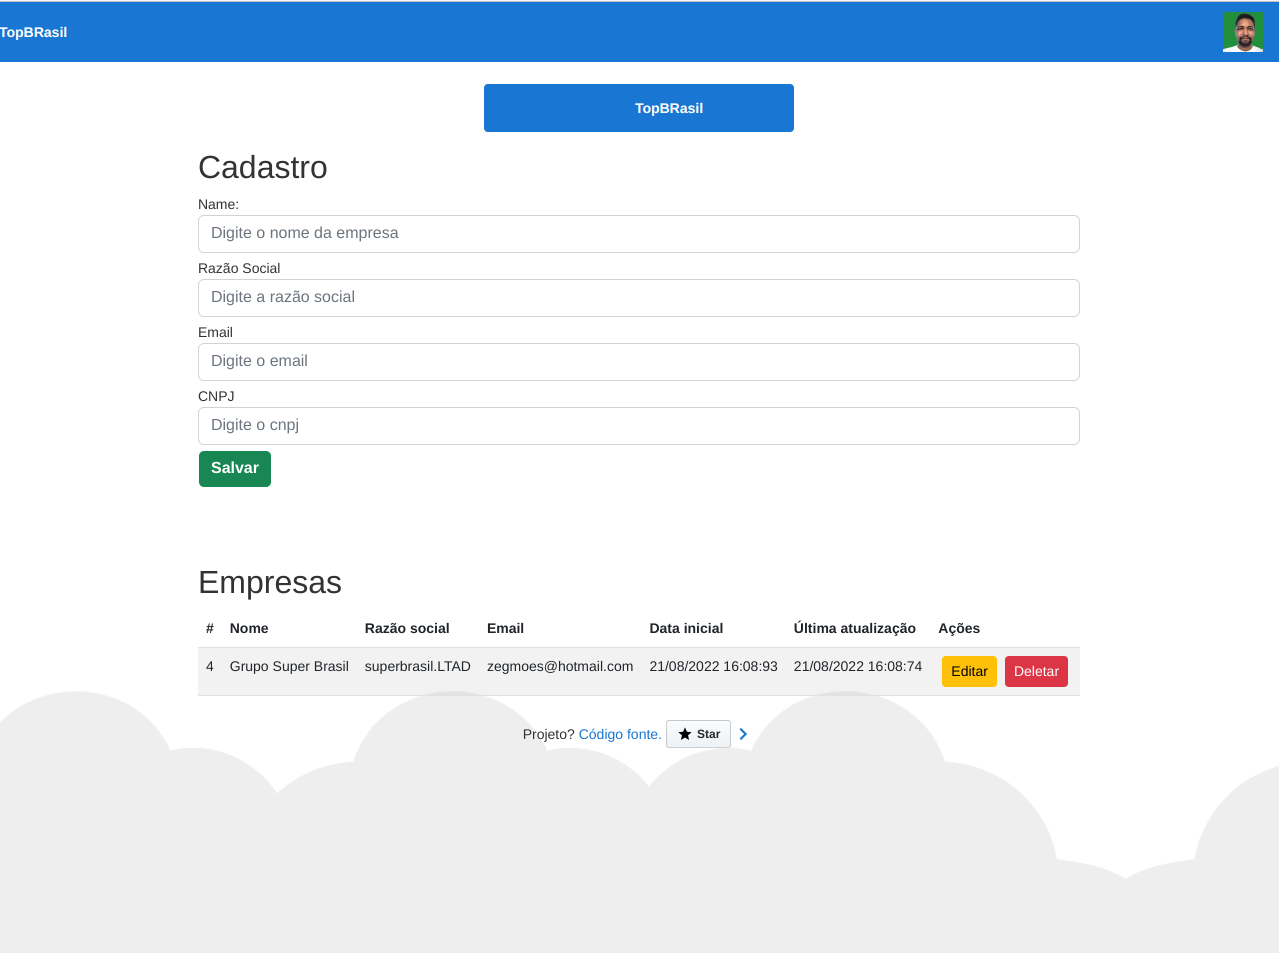 TopBRasil
TopBRasil
Cadastro
Name:
Digite o nome da empresa
Razão Social
Digite a razão social
Email
Digite o email
CNPJ
Digite o cnpj
Salvar
Empresas
# Nome Razão social Email Data inicial Última atualização Ações
4 Grupo Super Brasil superbrasil.LTAD zegmoes@hotmail.com 21/08/2022 16:08:93 21/08/2022 16:08:74 Editar Deletar
Projeto? Código fonte. Star